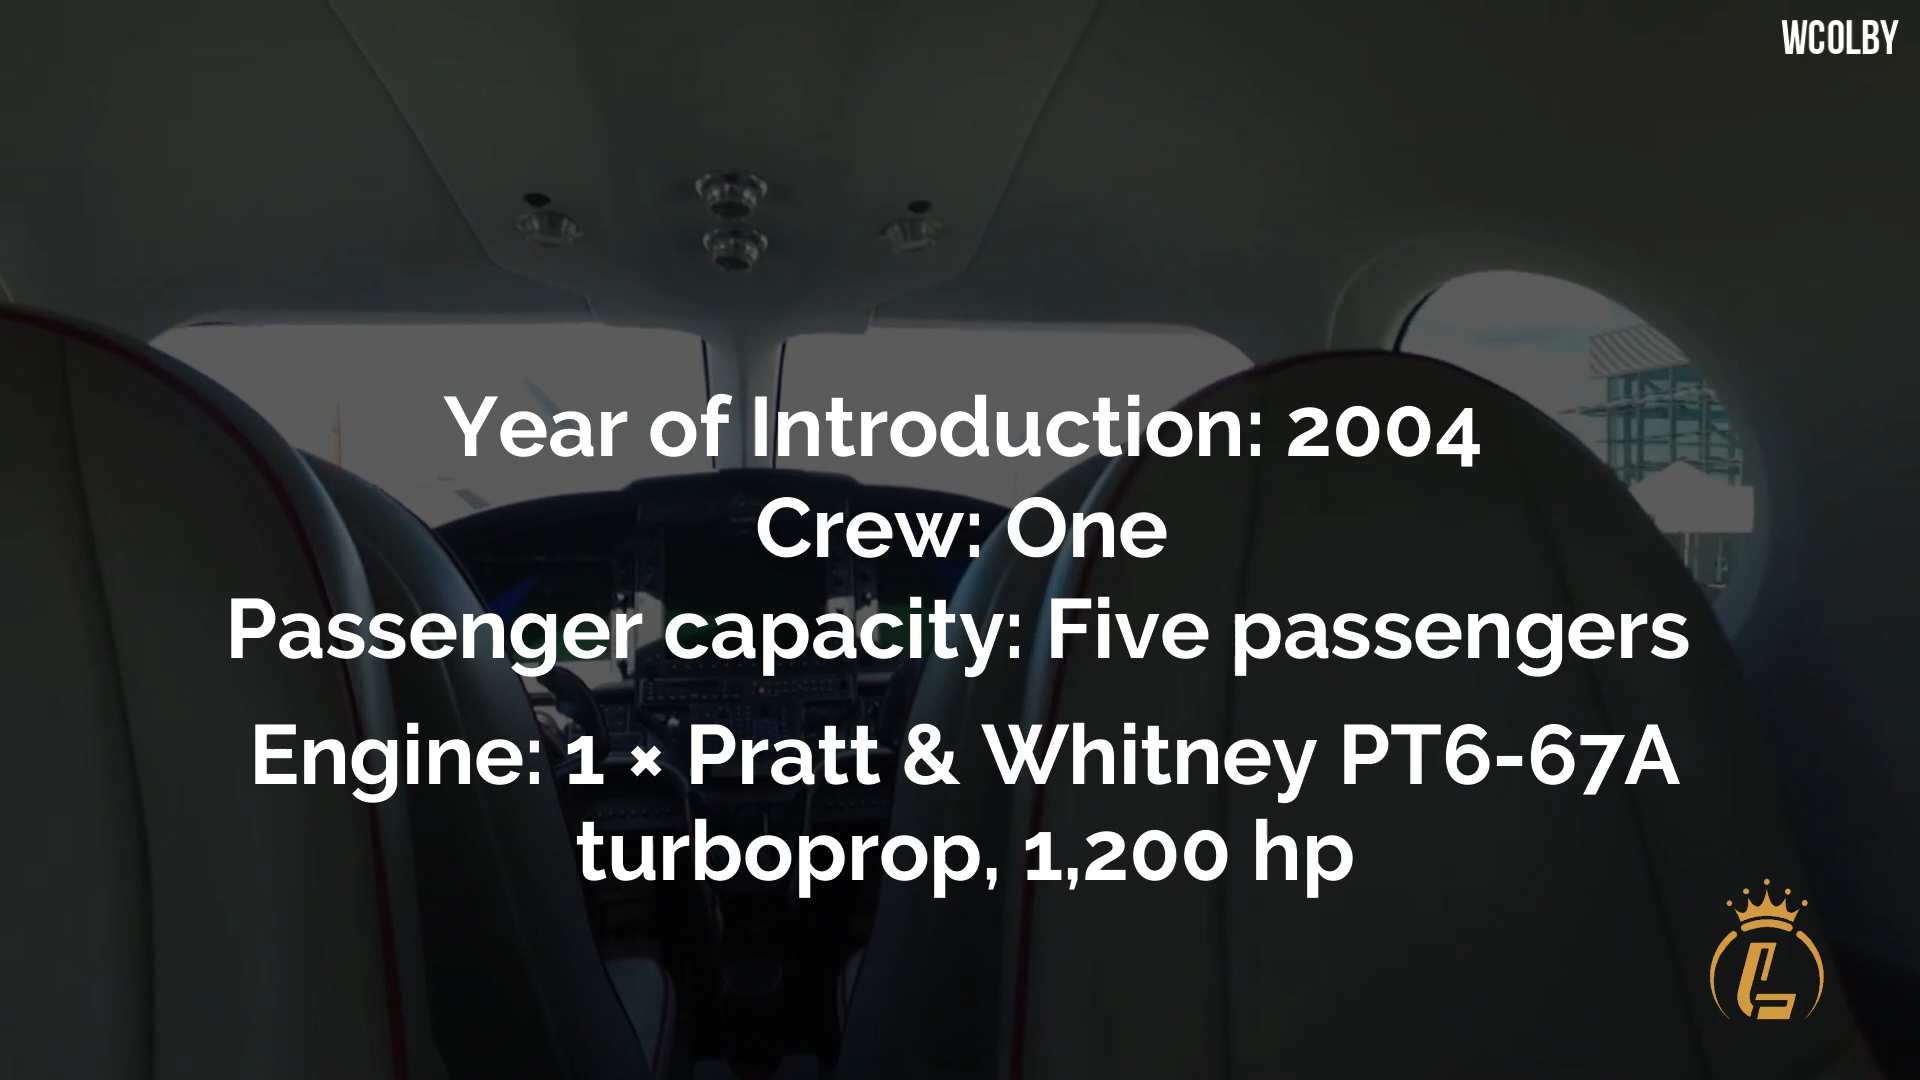 WCOLBY
Year of Introduction: 2004
Crew: One
Passenger capacity: Five passengers
Engine: 1 × Pratt & Whitney PT6-67A
turboprop, 1,200 hp